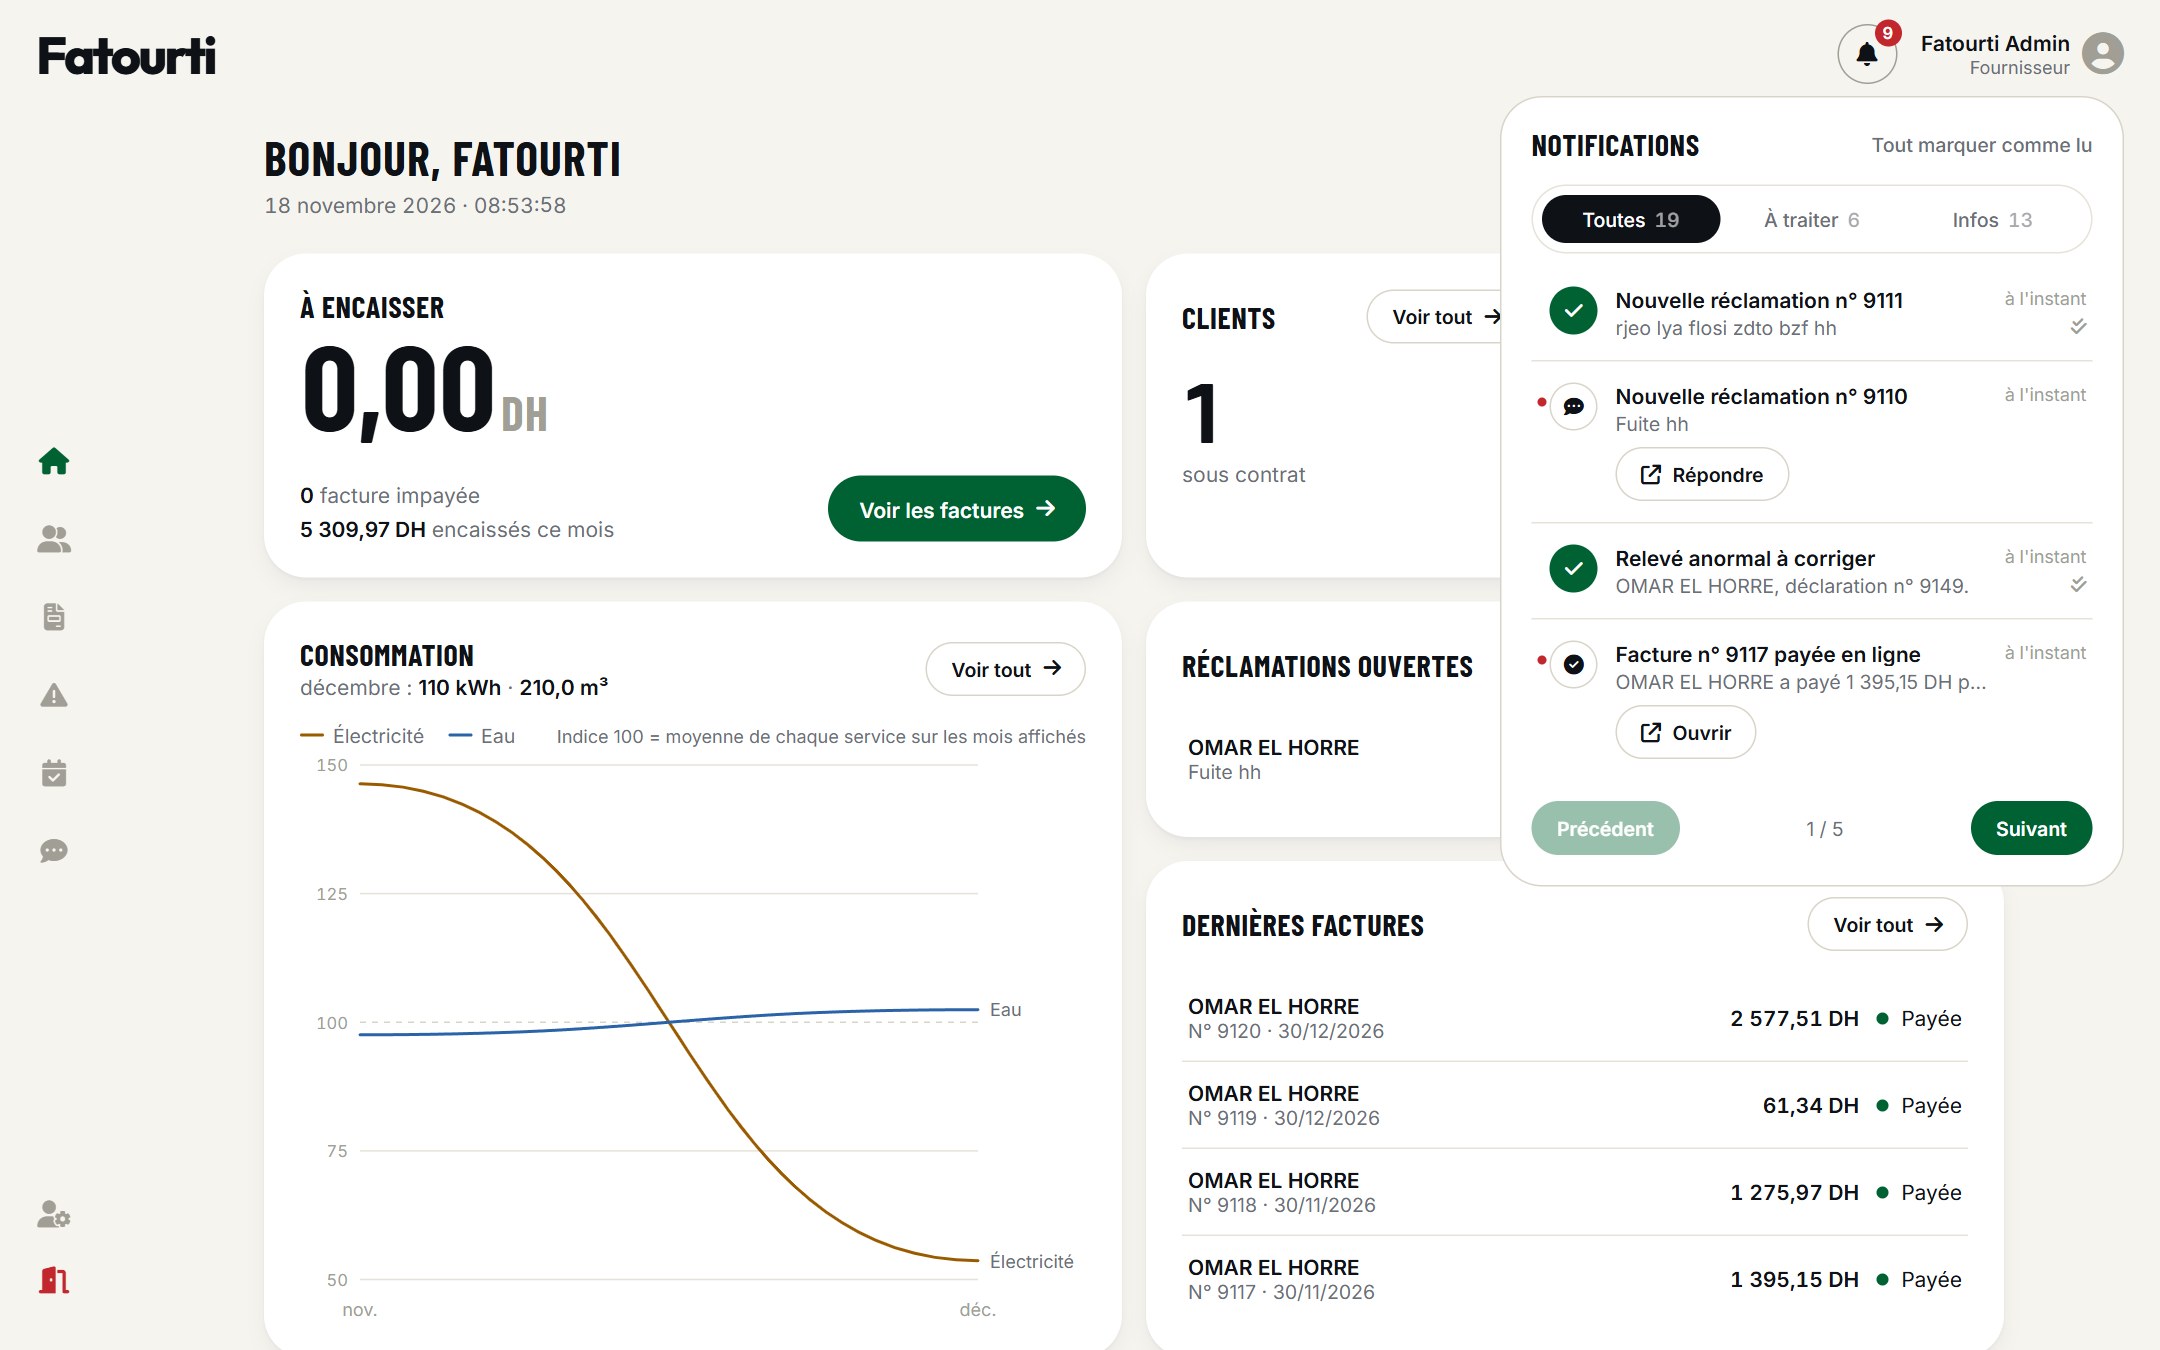 Fatourti
9
Fatourti Admin
Fournisseur
BONJOUR, FATOURTI
18 novembre 2026 · 08:53:58
À ENCAISSER
0,00 DH
0 facture impayée
5 309,97 DH encaissés ce mois
Voir les factures
CLIENTS
Voir tout
1
sous contrat
CONSOMMATION
décembre : 110 kWh · 210,0 m³
Voir tout
Électricité
Eau
Indice 100 = moyenne de chaque service sur les mois affichés
150
125
100
75
50
Eau
Électricité
nov.
déc.
RÉCLAMATIONS OUVERTES
OMAR EL HORRE
Fuite hh
DERNIÈRES FACTURES
Voir tout
OMAR EL HORRE
N° 9120 · 30/12/2026
2 577,51 DH
Payée
OMAR EL HORRE
N° 9119 · 30/12/2026
61,34 DH
Payée
OMAR EL HORRE
N° 9118 · 30/11/2026
1 275,97 DH
Payée
OMAR EL HORRE
N° 9117 · 30/11/2026
1 395,15 DH
Payée
NOTIFICATIONS
Tout marquer comme lu
Toutes 19
À traiter 6
Infos 13
Nouvelle réclamation n° 9111
à l'instant
rjeo lya flosi zdto bzf hh
Nouvelle réclamation n° 9110
à l'instant
Fuite hh
Répondre
Relevé anormal à corriger
à l'instant
OMAR EL HORRE, déclaration n° 9149.
Facture n° 9117 payée en ligne
à l'instant
OMAR EL HORRE a payé 1 395,15 DH p...
Ouvrir
Précédent
1 / 5
Suivant